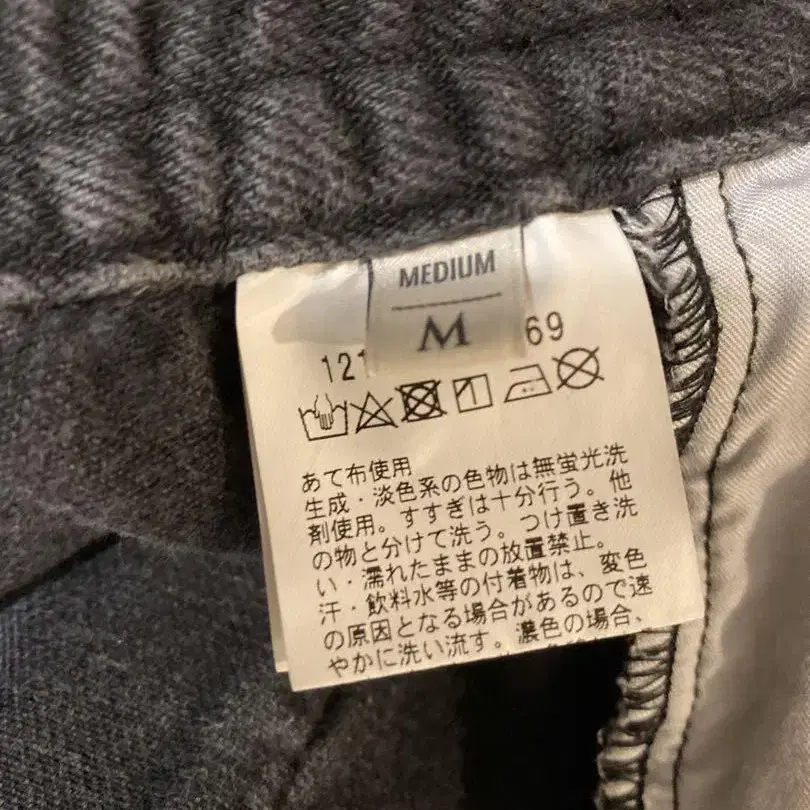 MEDIUM
M
121 69
あて布使用
生成・淡色系の色物は無蛍光洗
剤使用。すすぎは十分行う。他
の物と分けて洗う。つけ置き洗
い・濡れたままの放置禁止。
汗・飲料水等の付着物は、変色
の原因となる場合があるので速
やかに洗い流す。濃色の場合、